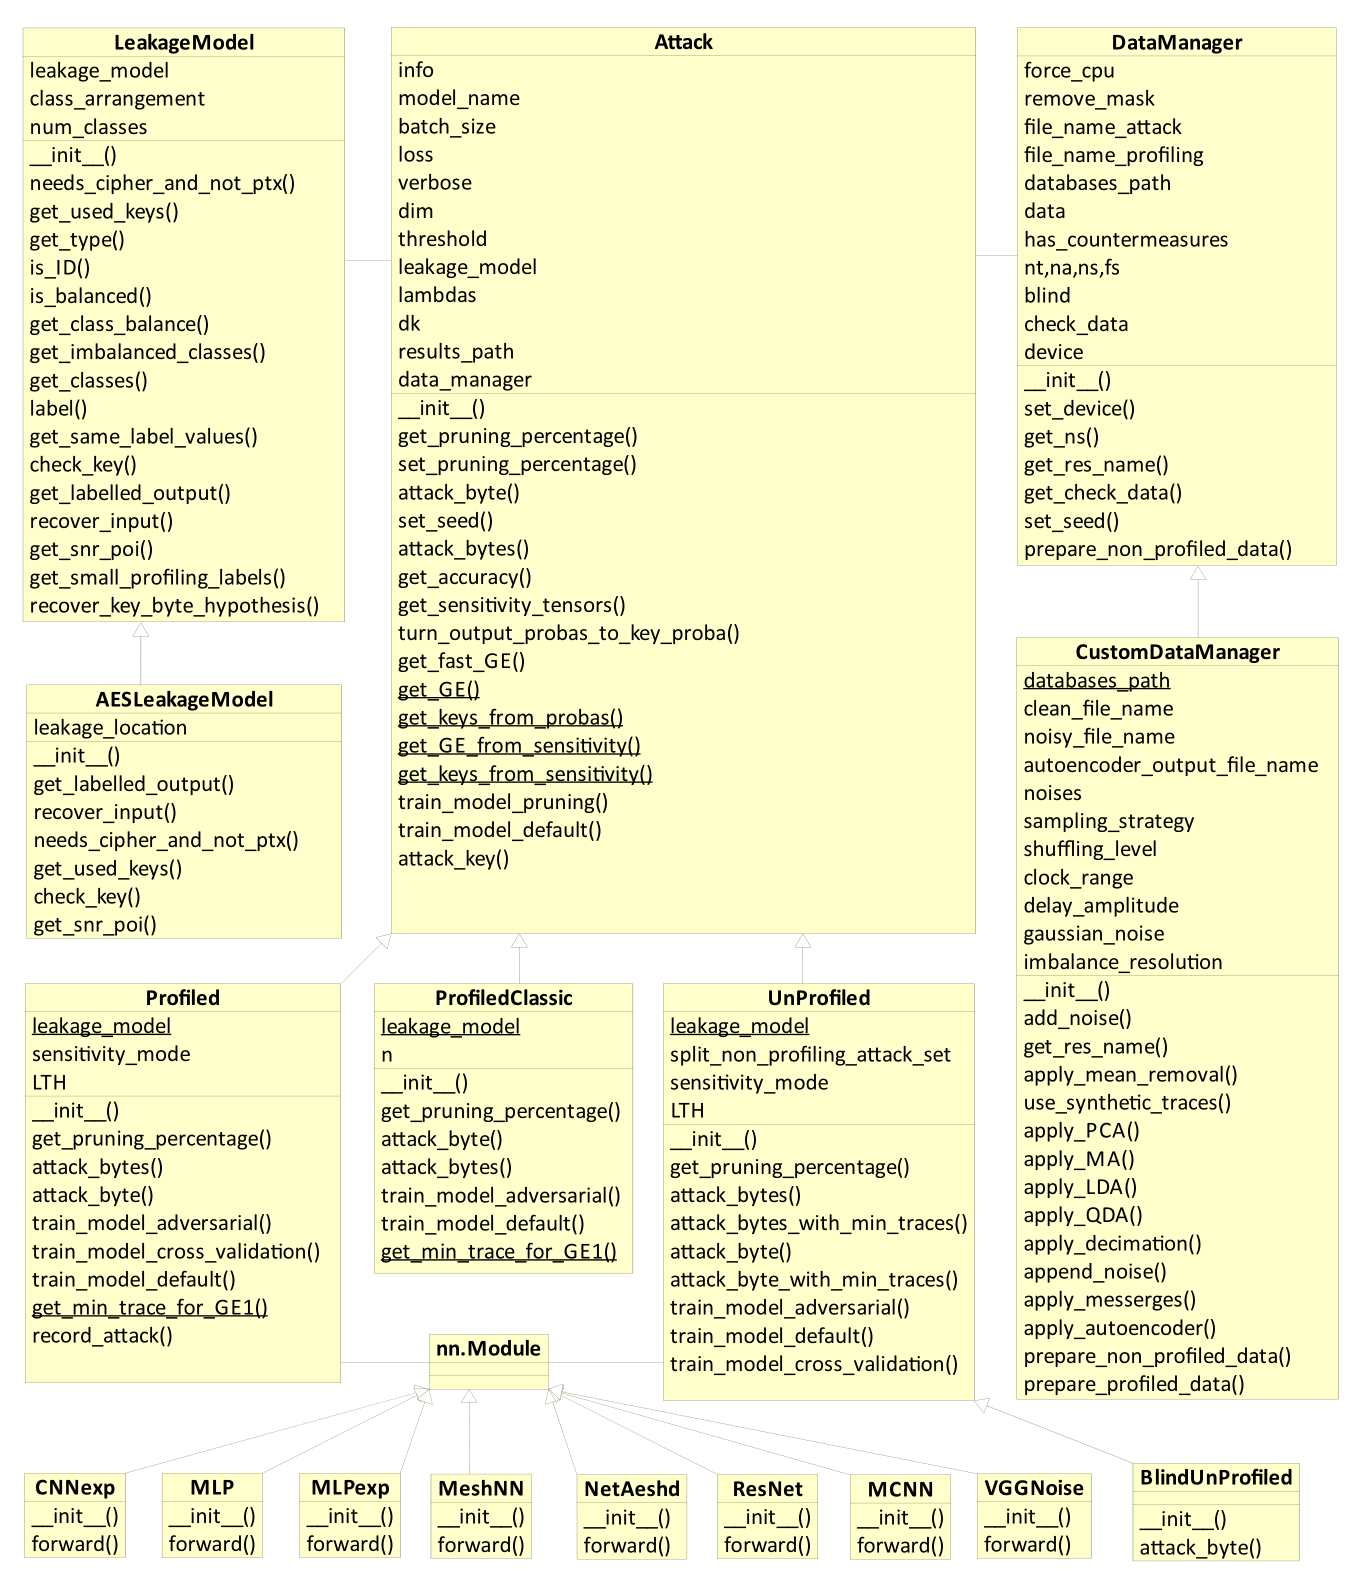 LeakageModel
leakage_model
class_arrangement
num_classes
__init__()
needs_cipher_and_not_ptx()
get_used_keys()
get_type()
is_ID()
is_balanced()
get_class_balance()
get_imbalanced_classes()
get_classes()
label()
get_same_label_values()
check_key()
get_labelled_output()
recover_input()
get_snr_poi()
get_small_profiling_labels()
recover_key_byte_hypothesis()
Attack
info
model_name
batch_size
loss
verbose
dim
threshold
leakage_model
lambdas
dk
results_path
data_manager
__init__()
get_pruning_percentage()
set_pruning_percentage()
attack_byte()
set_seed()
attack_bytes()
get_accuracy()
get_sensitivity_tensors()
turn_output_probas_to_key_proba()
get_fast_GE()
get_GE()
get_keys_from_probas()
get_GE_from_sensitivity()
get_keys_from_sensitivity()
train_model_pruning()
train_model_default()
attack_key()
DataManager
force_cpu
remove_mask
file_name_attack
file_name_profiling
databases_path
data
has_countermeasures
nt,na,ns,fs
blind
check_data
device
__init__()
set_device()
get_ns()
get_res_name()
get_check_data()
set_seed()
prepare_non_profiled_data()
AESLeakageModel
leakage_location
__init__()
get_labelled_output()
recover_input()
needs_cipher_and_not_ptx()
get_used_keys()
check_key()
get_snr_poi()
CustomDataManager
databases_path
clean_file_name
noisy_file_name
autoencoder_output_file_name
noises
sampling_strategy
shuffling_level
clock_range
delay_amplitude
gaussian_noise
imbalance_resolution
__init__()
add_noise()
get_res_name()
apply_mean_removal()
use_synthetic_traces()
apply_PCA()
apply_MA()
apply_LDA()
apply_QDA()
apply_decimation()
append_noise()
apply_messerges()
apply_autoencoder()
prepare_non_profiled_data()
prepare_profiled_data()
Profiled
leakage_model
sensitivity_mode
LTH
__init__()
get_pruning_percentage()
attack_bytes()
attack_byte()
train_model_adversarial()
train_model_cross_validation()
train_model_default()
get_min_trace_for_GE1()
record_attack()
ProfiledClassic
leakage_model
n
__init__()
get_pruning_percentage()
attack_byte()
attack_bytes()
train_model_adversarial()
train_model_default()
get_min_trace_for_GE1()
UnProfiled
leakage_model
split_non_profiling_attack_set
sensitivity_mode
LTH
__init__()
get_pruning_percentage()
attack_bytes()
attack_bytes_with_min_traces()
attack_byte()
attack_byte_with_min_traces()
train_model_adversarial()
train_model_default()
train_model_cross_validation()
nn.Module
CNNexp
__init__()
forward()
MLP
__init__()
forward()
MLPexp
__init__()
forward()
MeshNN
__init__()
forward()
NetAeshd
__init__()
forward()
ResNet
__init__()
forward()
MCNN
__init__()
forward()
VGGNoise
__init__()
forward()
BlindUnProfiled
__init__()
attack_byte()